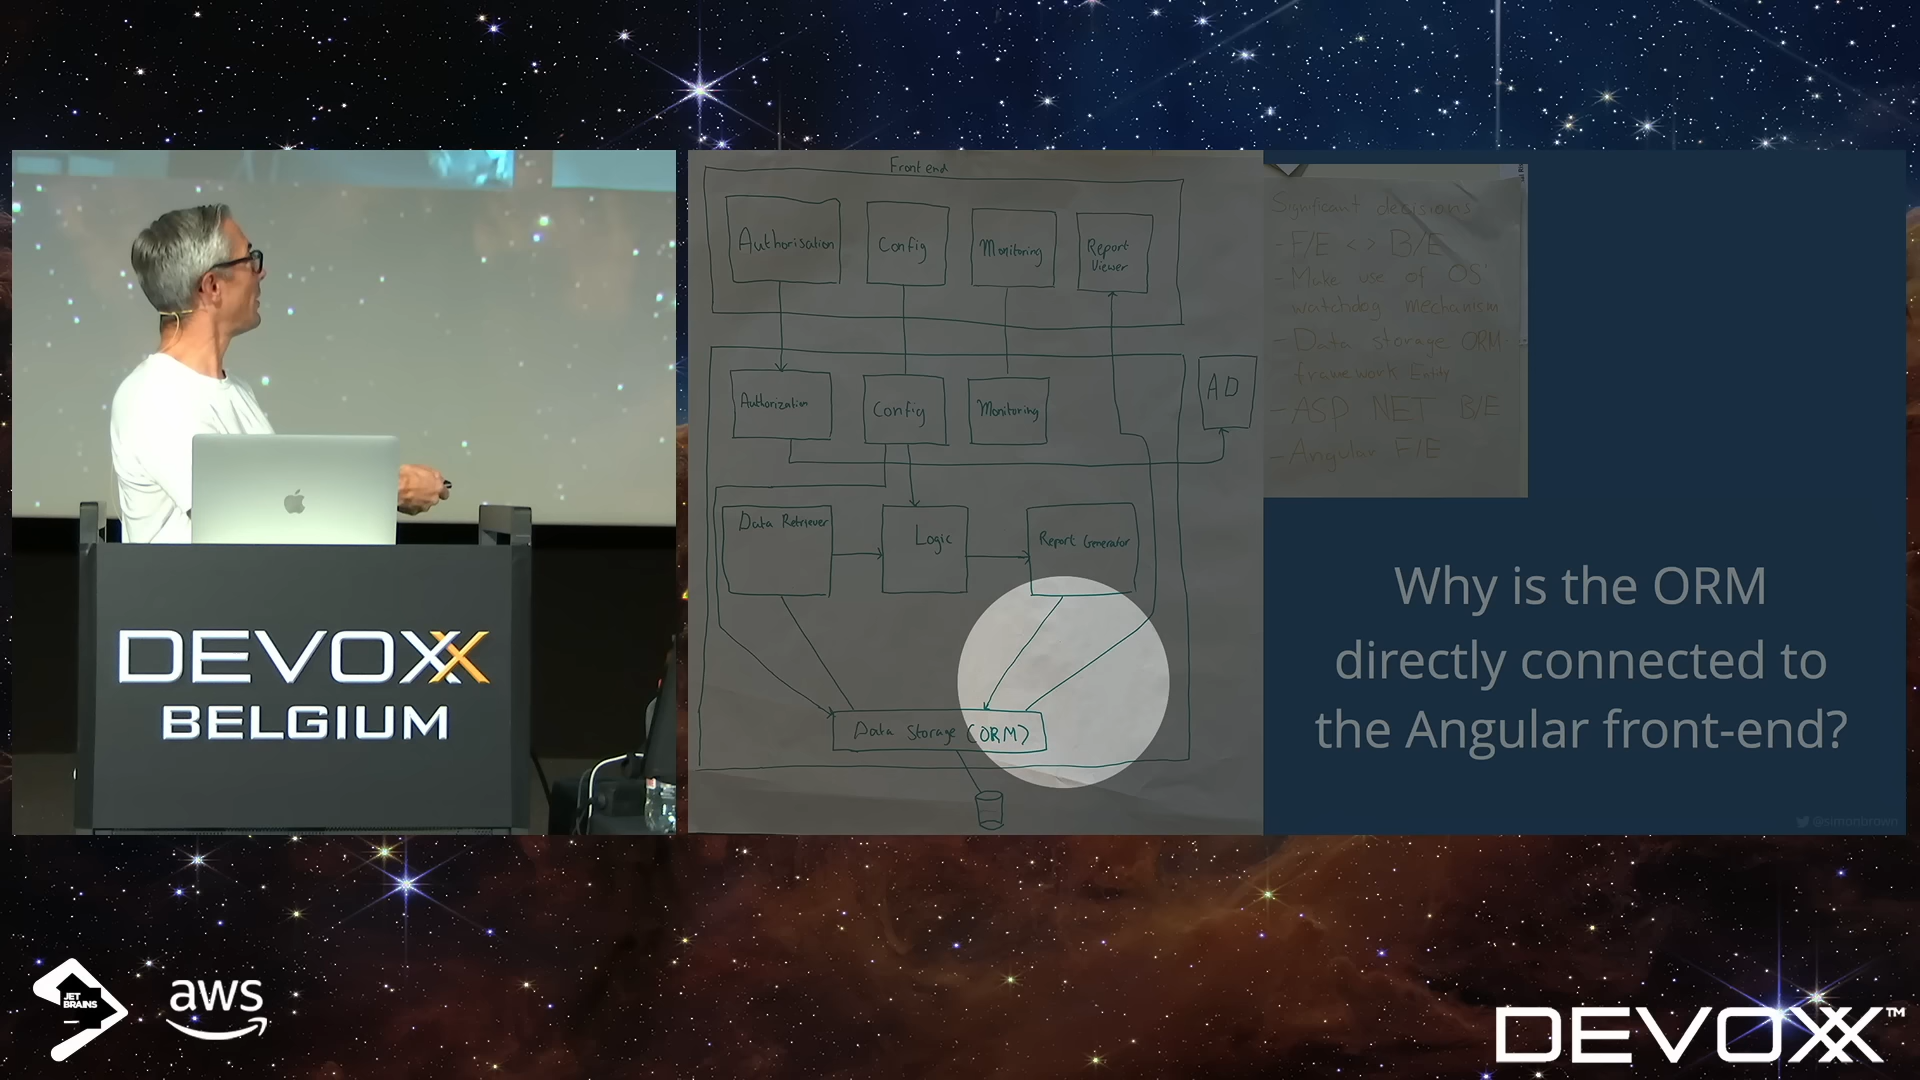 Front end
Authorisation
Config
Monitoring
Report
Viewer
Authorization
Config
Monitoring
AD
Data Retriever
Logic
Report Generator
Data Storage (ORM)
Significant decisions
- F/E <> B/E
- Make use of OS
watchdog mechanism
- Data storage ORM
framework Entity
- ASP NET B/E
- Angular F/E
Why is the ORM
directly connected to
the Angular front-end?
@simonbrown
DEVOXX
BELGIUM
JET
BRAINS
aws
DEVOXX™